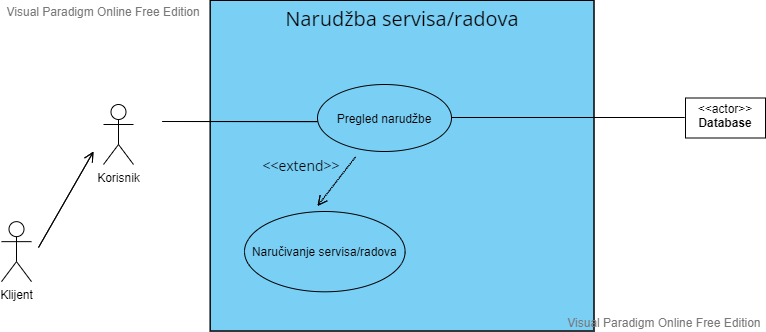 Visual Paradigm Online Free Edition
Narudžba servisa/radova
Pregled narudžbe
<<actor>>
Database
Korisnik
<<extend>>
Naručivanje servisa/radova
Klijent
Visual Paradigm Online Free Edition